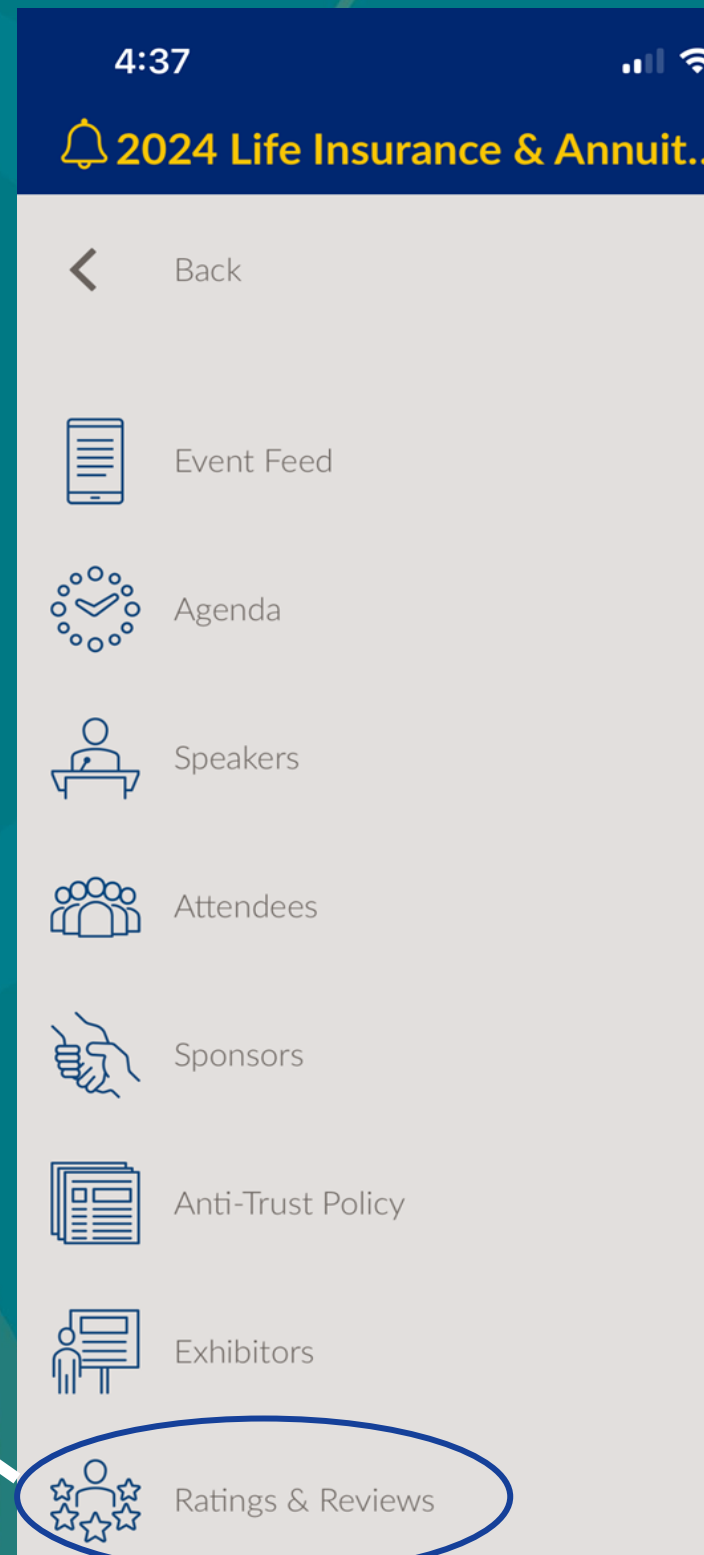 4:37
2024 Life Insurance & Annuit..
Back
Event Feed
Agenda
Speakers
Attendees
Sponsors
Anti-Trust Policy
Exhibitors
Ratings & Reviews